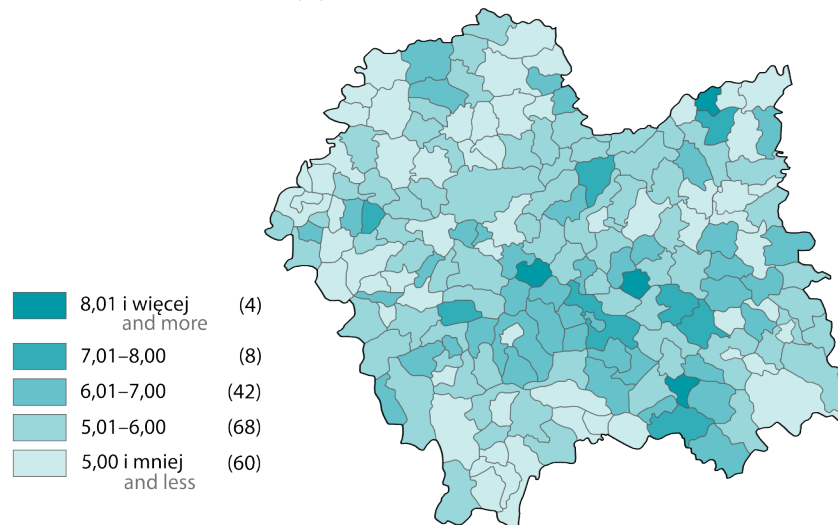 8,01 i więcej (4)
and more
7,01–8,00 (8)
6,01–7,00 (42)
5,01–6,00 (68)
5,00 i mniej (60)
and less